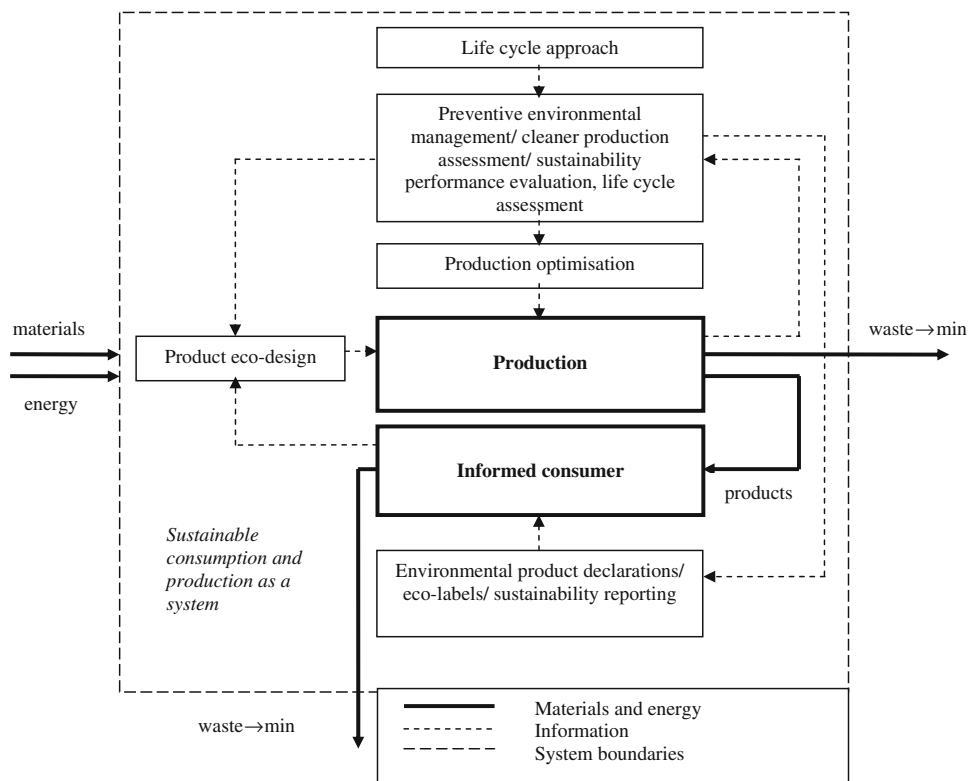 Life cycle approach
Preventive environmental
management/ cleaner production
assessment/ sustainability
performance evaluation, life cycle
assessment
Production optimisation
materials
energy
Product eco-design
Production
waste→min
Informed consumer
products
Sustainable
consumption and
production as a
system
Environmental product declarations/
eco-labels/ sustainability reporting
waste→min
Materials and energy
Information
System boundaries